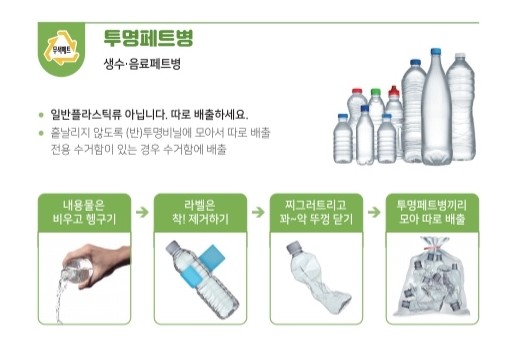 무색페트
투명페트병
생수·음료페트병
● 일반플라스틱류 아닙니다. 따로 배출하세요.
● 흩날리지 않도록 (반)투명비닐에 모아서 따로 배출
전용 수거함이 있는 경우 수거함에 배출
내용물은
비우고 헹구기
라벨은
착! 제거하기
찌그러트리고
꽈~악 뚜껑 닫기
투명페트병끼리
모아 따로 배출